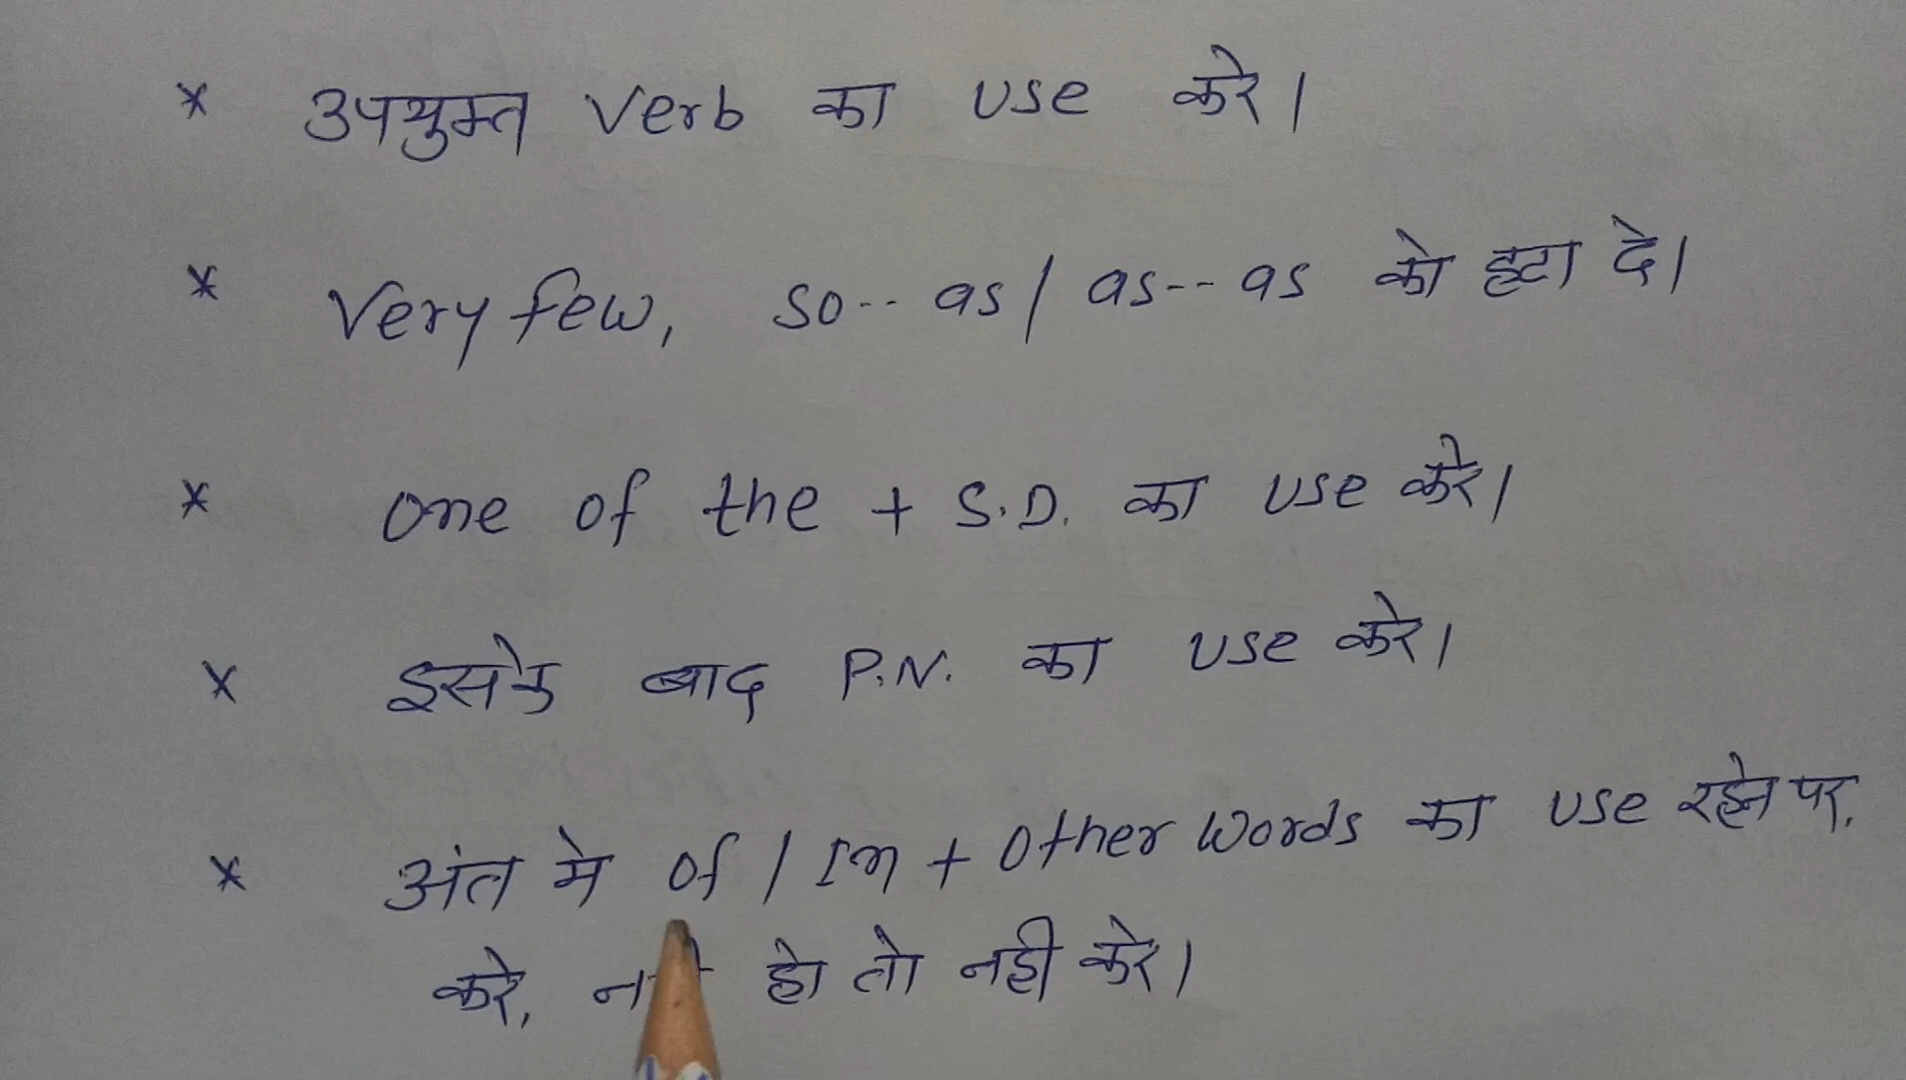 * उपयुक्त Verb का use करे।
* Very few, so-- as / as-- as को हटा दे।
* one of the + S.D. का use करे।
* इसके बाद P.N. का use करे।
* अंत मे of / In + other words का use रहने पर,
करे, हो तो नही करे।